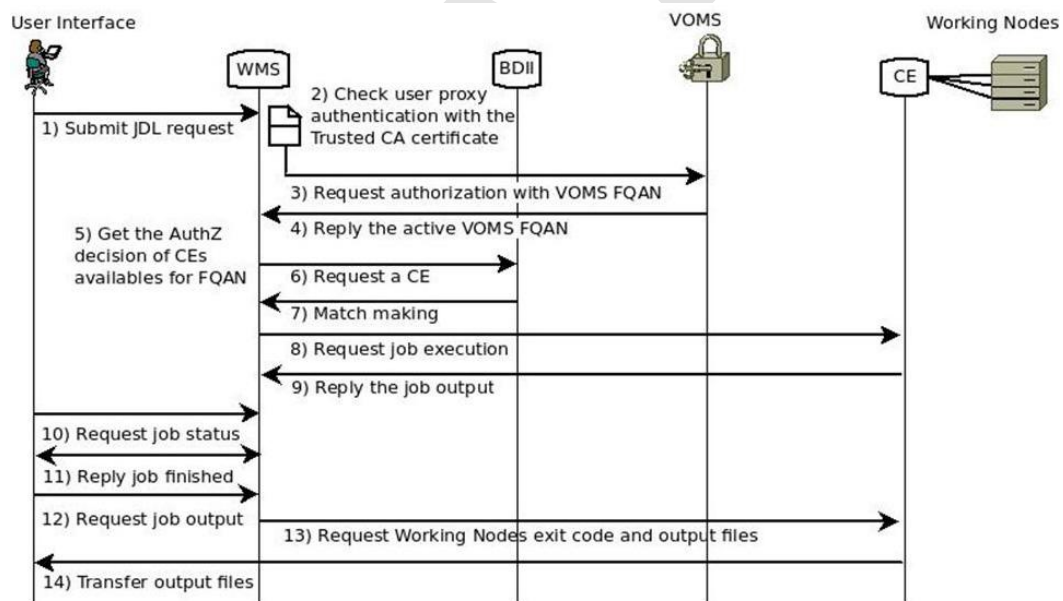 User Interface
VOMS
Working Nodes
WMS
BDII
CE
1) Submit JDL request
2) Check user proxy
authentication with the
Trusted CA certificate
3) Request authorization with VOMS FQAN
4) Reply the active VOMS FQAN
5) Get the AuthZ
decision of CEs
availables for FQAN
6) Request a CE
7) Match making
8) Request job execution
9) Reply the job output
10) Request job status
11) Reply job finished
12) Request job output
13) Request Working Nodes exit code and output files
14) Transfer output files